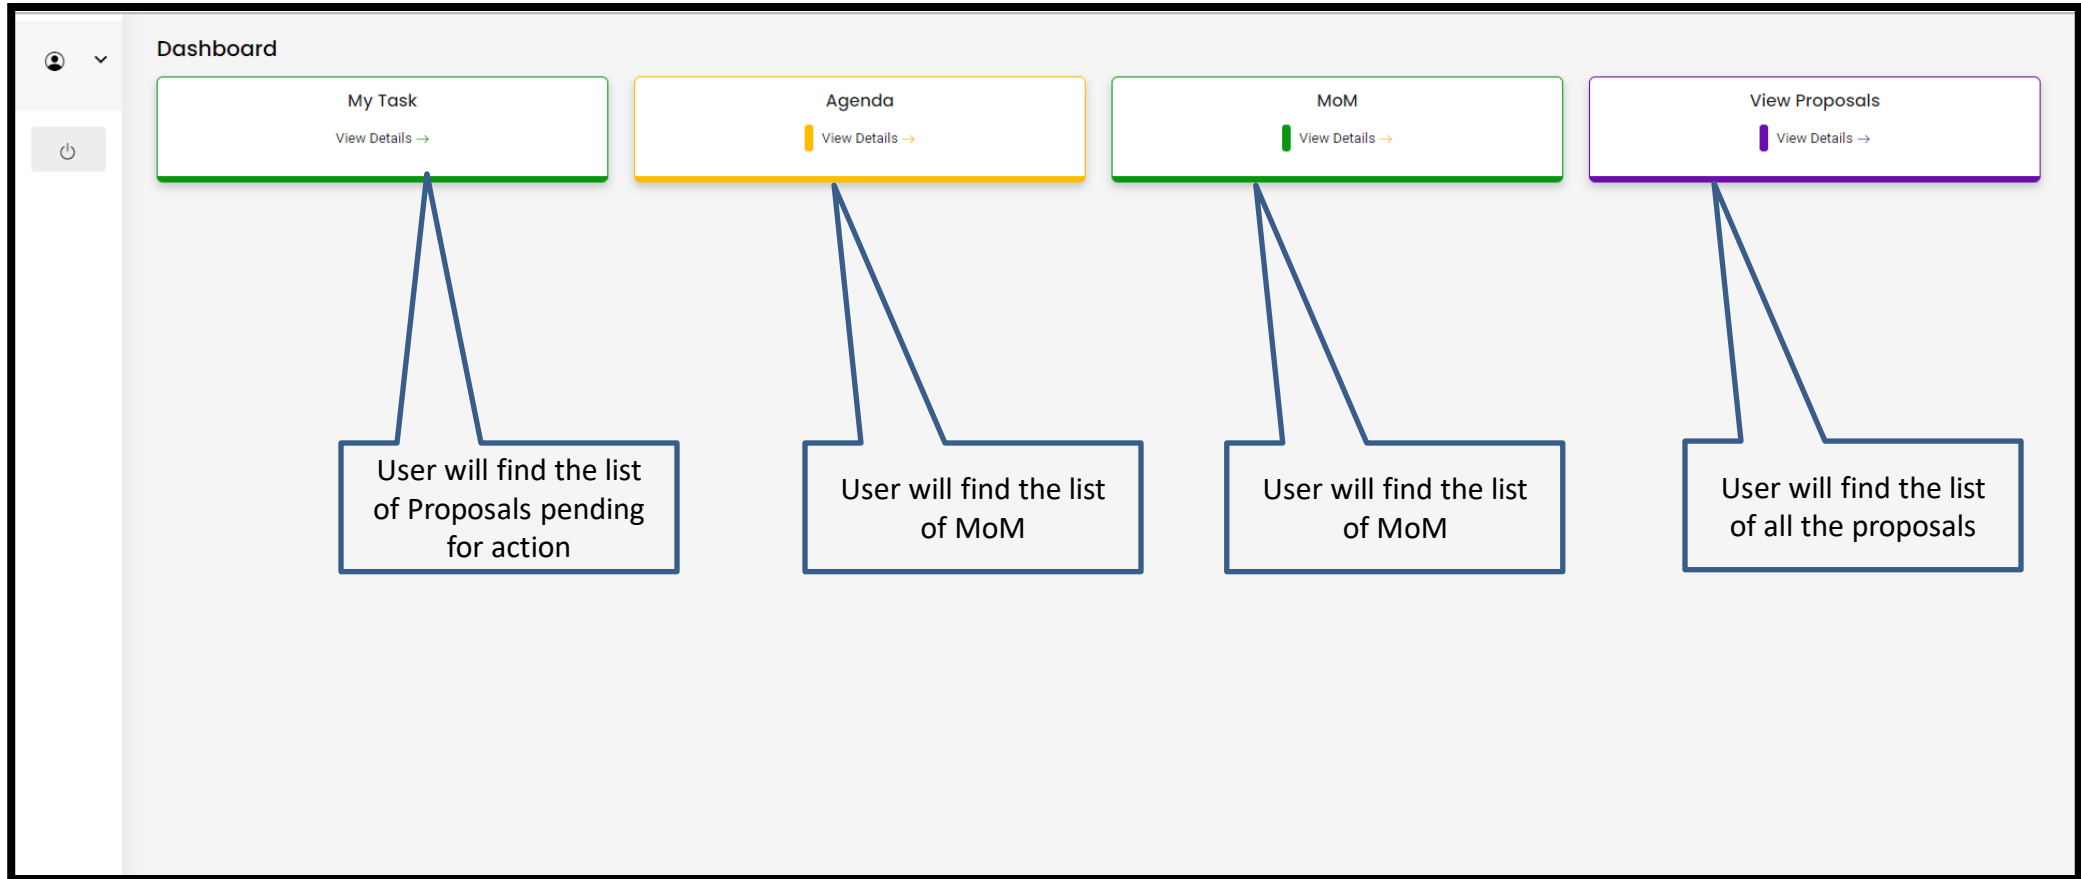 Dashboard
My Task
View Details →
Agenda
View Details →
MoM
View Details →
View Proposals
View Details →
User will find the list
of Proposals pending
for action
User will find the list
of MoM
User will find the list
of MoM
User will find the list
of all the proposals